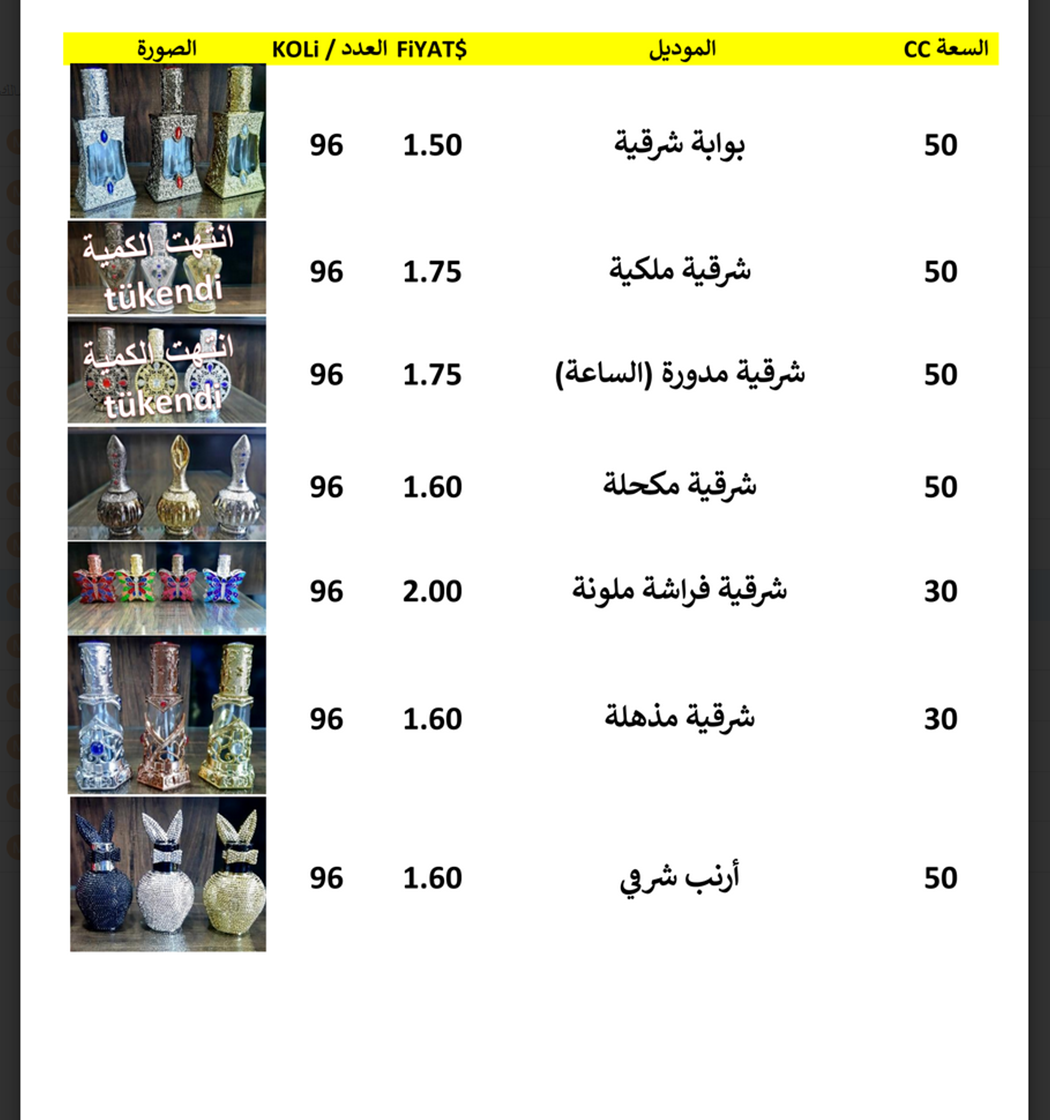 السعة CC الموديل FiYAT$ العدد / KOLi الصورة
50 بوابة شرقية 1.50 96
50 شرقية ملكية 1.75 96
انتهت الكمية
tükendi
50 شرقية مدورة (الساعة) 1.75 96
انتهت الكمية
tükendi
50 شرقية مكحلة 1.60 96
30 شرقية فراشة ملونة 2.00 96
30 شرقية مذهلة 1.60 96
50 أرنب شرقي 1.60 96